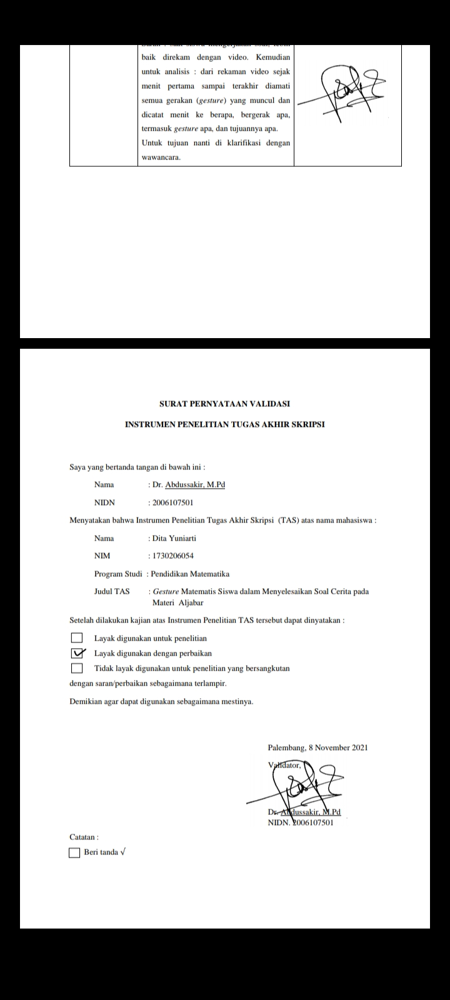 baik direkam dengan video. Kemudian
untuk analisis : dari rekaman video sejak
menit pertama sampai terakhir diamati
semua gerakan (gesture) yang muncul dan
dicatat menit ke berapa, bergerak apa,
termasuk gesture apa, dan tujuannya apa.
Untuk tujuan nanti di klarifikasi dengan
wawancara.
SURAT PERNYATAAN VALIDASI
INSTRUMEN PENELITIAN TUGAS AKHIR SKRIPSI
Saya yang bertanda tangan di bawah ini :
Nama : Dr. Abdussakir, M.Pd
NIDN : 2006107501
Menyatakan bahwa Instrumen Penelitian Tugas Akhir Skripsi (TAS) atas nama mahasiswa :
Nama : Dita Yuniarti
NIM : 1730206054
Program Studi : Pendidikan Matematika
Judul TAS : Gesture Matematis Siswa dalam Menyelesaikan Soal Cerita pada
Materi Aljabar
Setelah dilakukan kajian atas Instrumen Penelitian TAS tersebut dapat dinyatakan :
Layak digunakan untuk penelitian
Layak digunakan dengan perbaikan
Tidak layak digunakan untuk penelitian yang bersangkutan
dengan saran/perbaikan sebagaimana terlampir.
Demikian agar dapat digunakan sebagaimana mestinya.
Palembang, 8 November 2021
Validator,
Dr. Abdussakir, M.Pd
NIDN. 2006107501
Catatan :
Beri tanda √